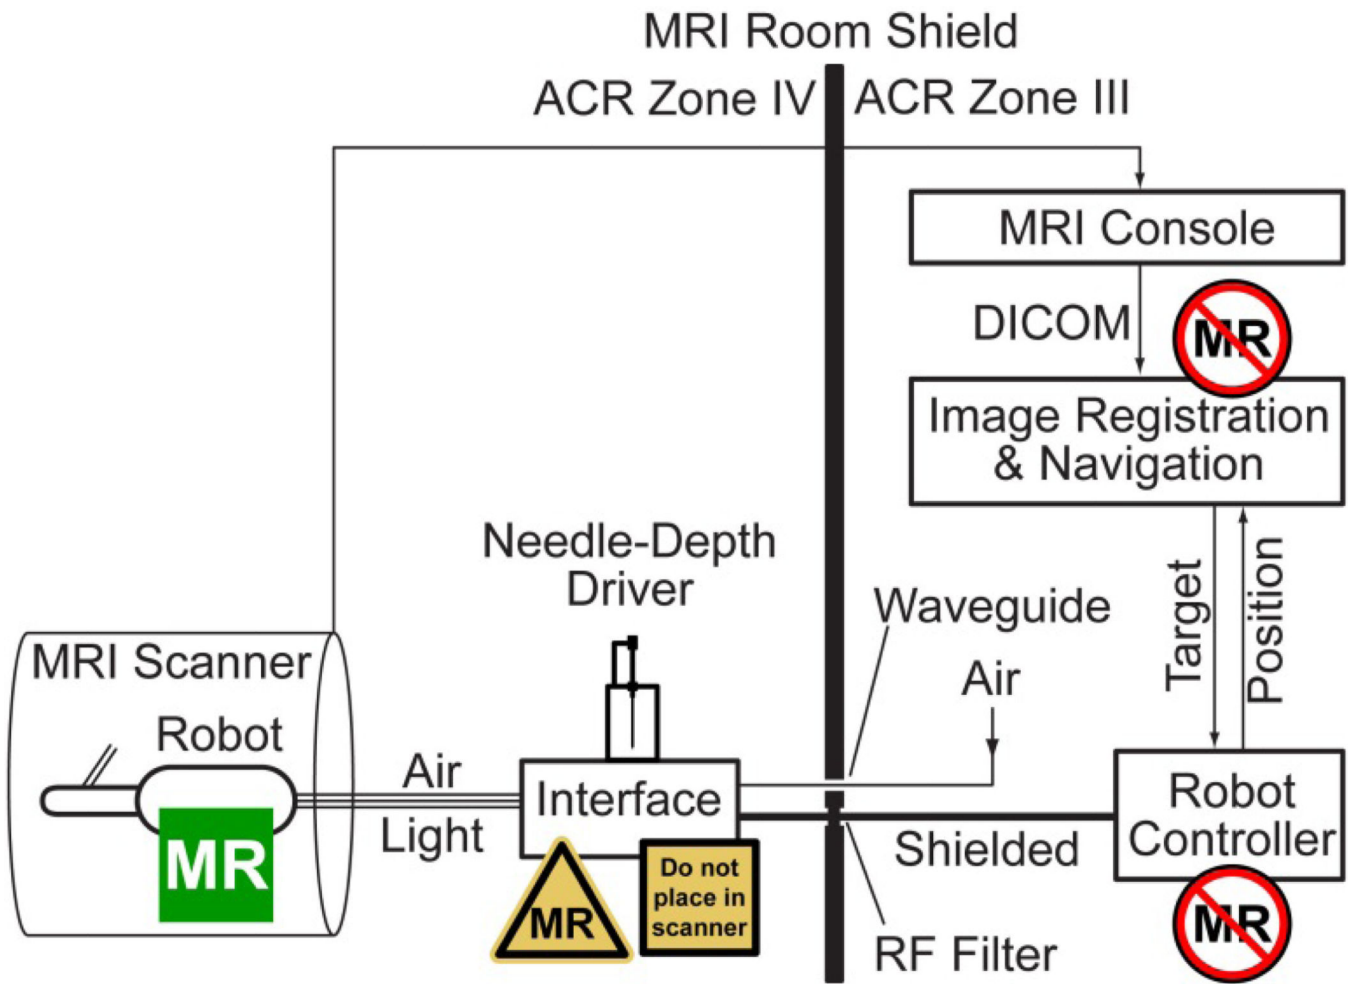 MRI Room Shield
ACR Zone IV
ACR Zone III
MRI Console
DICOM
MR
Image Registration
& Navigation
Needle-Depth
Driver
Waveguide
Air
Target
Position
MRI Scanner
Robot
MR
Air
Light
Interface
MR
Do not
place in
scanner
Shielded
RF Filter
Robot
Controller
MR